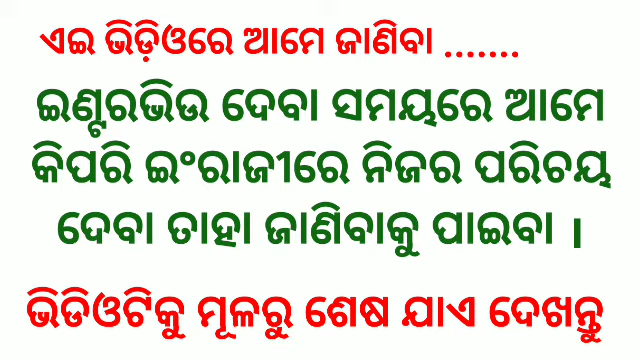 ଏଇ ଭିଡ଼ିଓରେ ଆମେ ଜାଣିବା .......
ଇଣ୍ଟରଭିଉ ଦେବା ସମୟରେ ଆମେ
କିପରି ଇଂରାଜୀରେ ନିଜର ପରିଚୟ
ଦେବା ତାହା ଜାଣିବାକୁ ପାଇବା ।
ଭିଡିଓଟିକୁ ମୂଳରୁ ଶେଷ ଯାଏ ଦେଖନ୍ତୁ